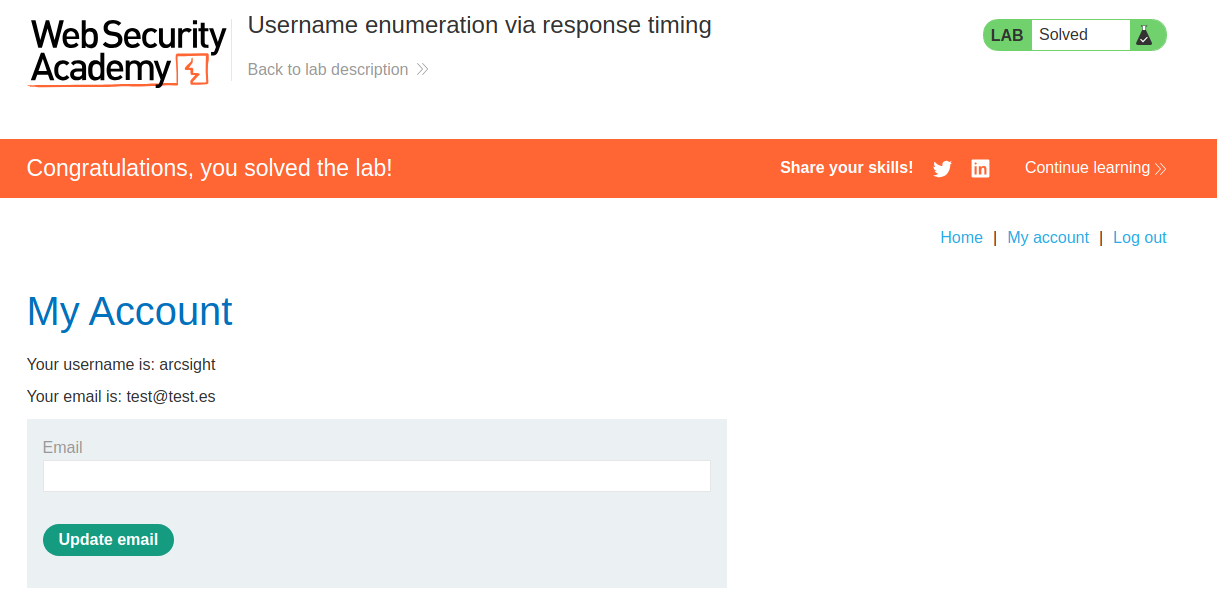 Web Security
Academy
Username enumeration via response timing
Back to lab description
LAB Solved
Congratulations, you solved the lab!
Share your skills!
Continue learning
Home | My account | Log out
My Account
Your username is: arcsight
Your email is: test@test.es
Email
Update email